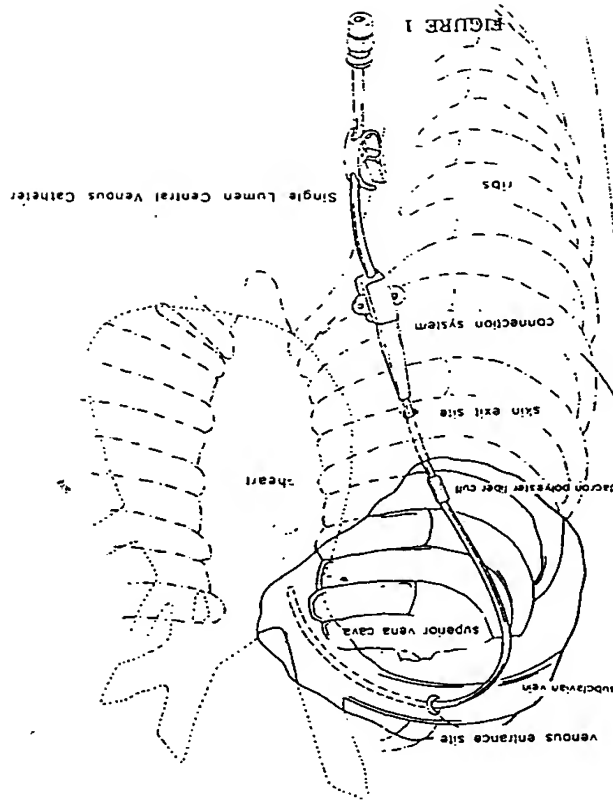 venous entrance site
subclavian vein
superior vena cava
dacron polyester fiber cuff
heart
skin exit site
connection system
ribs
Single Lumen Central Venous Catheter
FIGURE 1